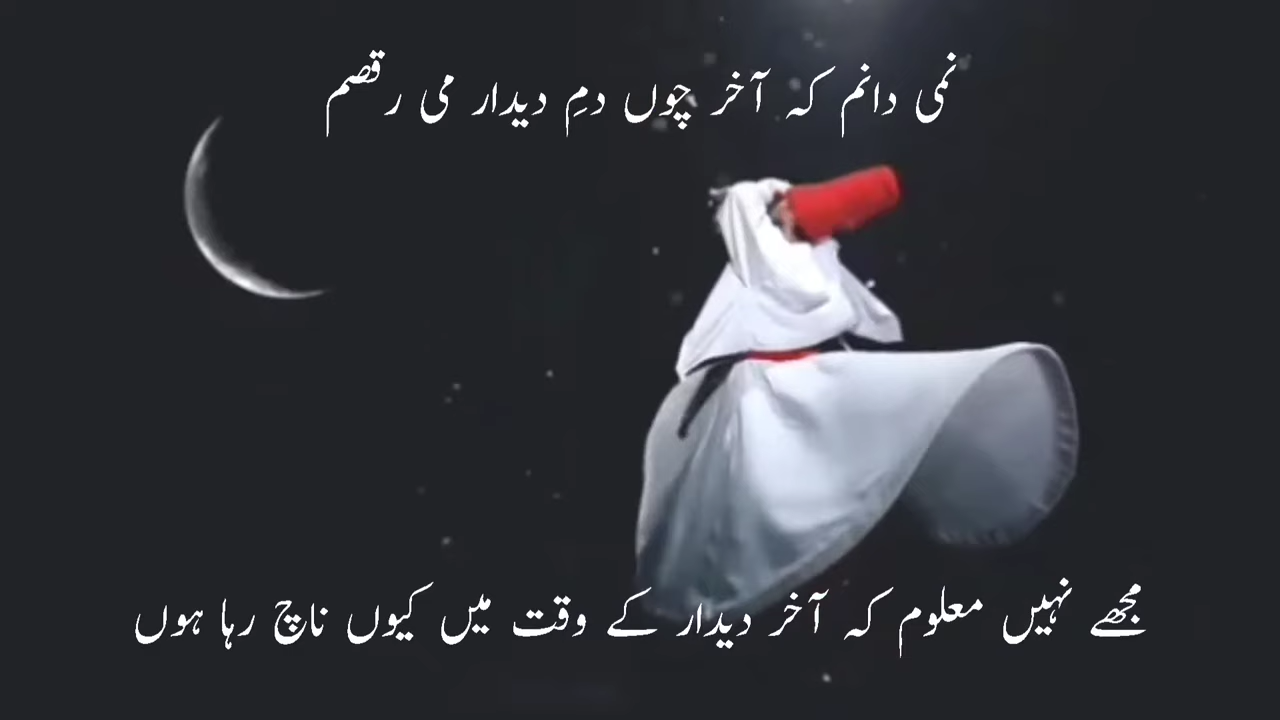 نمی دانم کہ آخر چوں دمِ دیدار می رقصم
مجھے نہیں معلوم کہ آخر دیدار کے وقت میں کیوں ناچ رہا ہوں